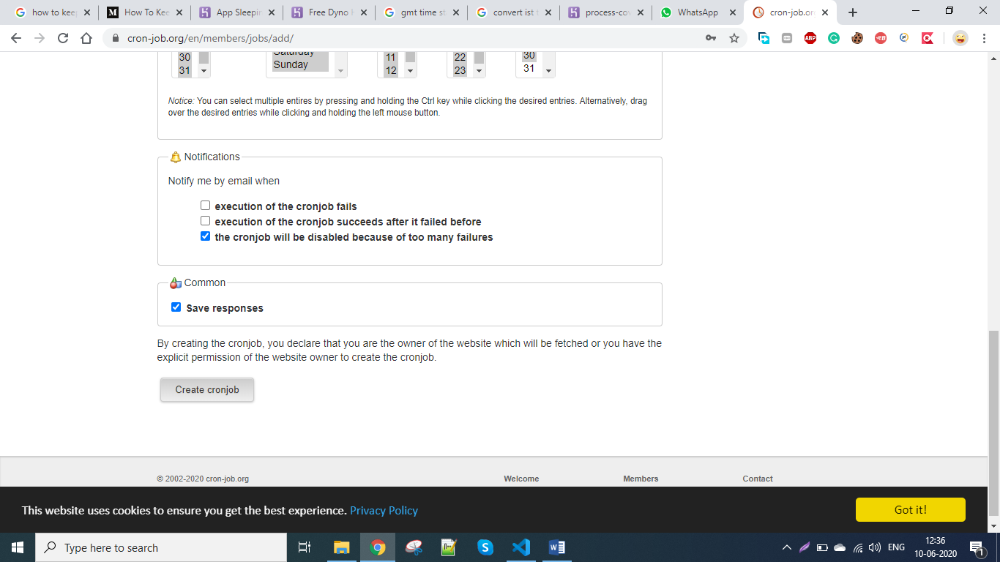 how to kee
How To Kee
App Sleepin
Free Dyno H
gmt time st
convert ist t
process-cov
WhatsApp
cron-job.or
cron-job.org/en/members/jobs/add/
30 Saturday 11 22 30
31 Sunday 12 23 31
Notice: You can select multiple entires by pressing and holding the Ctrl key while clicking the desired entries. Alternatively, drag
over the desired entries while clicking and holding the left mouse button.
Notifications
Notify me by email when
execution of the cronjob fails
execution of the cronjob succeeds after it failed before
the cronjob will be disabled because of too many failures
Common
Save responses
By creating the cronjob, you declare that you are the owner of the website which will be fetched or you have the
explicit permission of the website owner to create the cronjob.
Create cronjob
© 2002-2020 cron-job.org Welcome Members Contact
This website uses cookies to ensure you get the best experience. Privacy Policy Got it!
Type here to search
ENG
12:36
10-06-2020
1